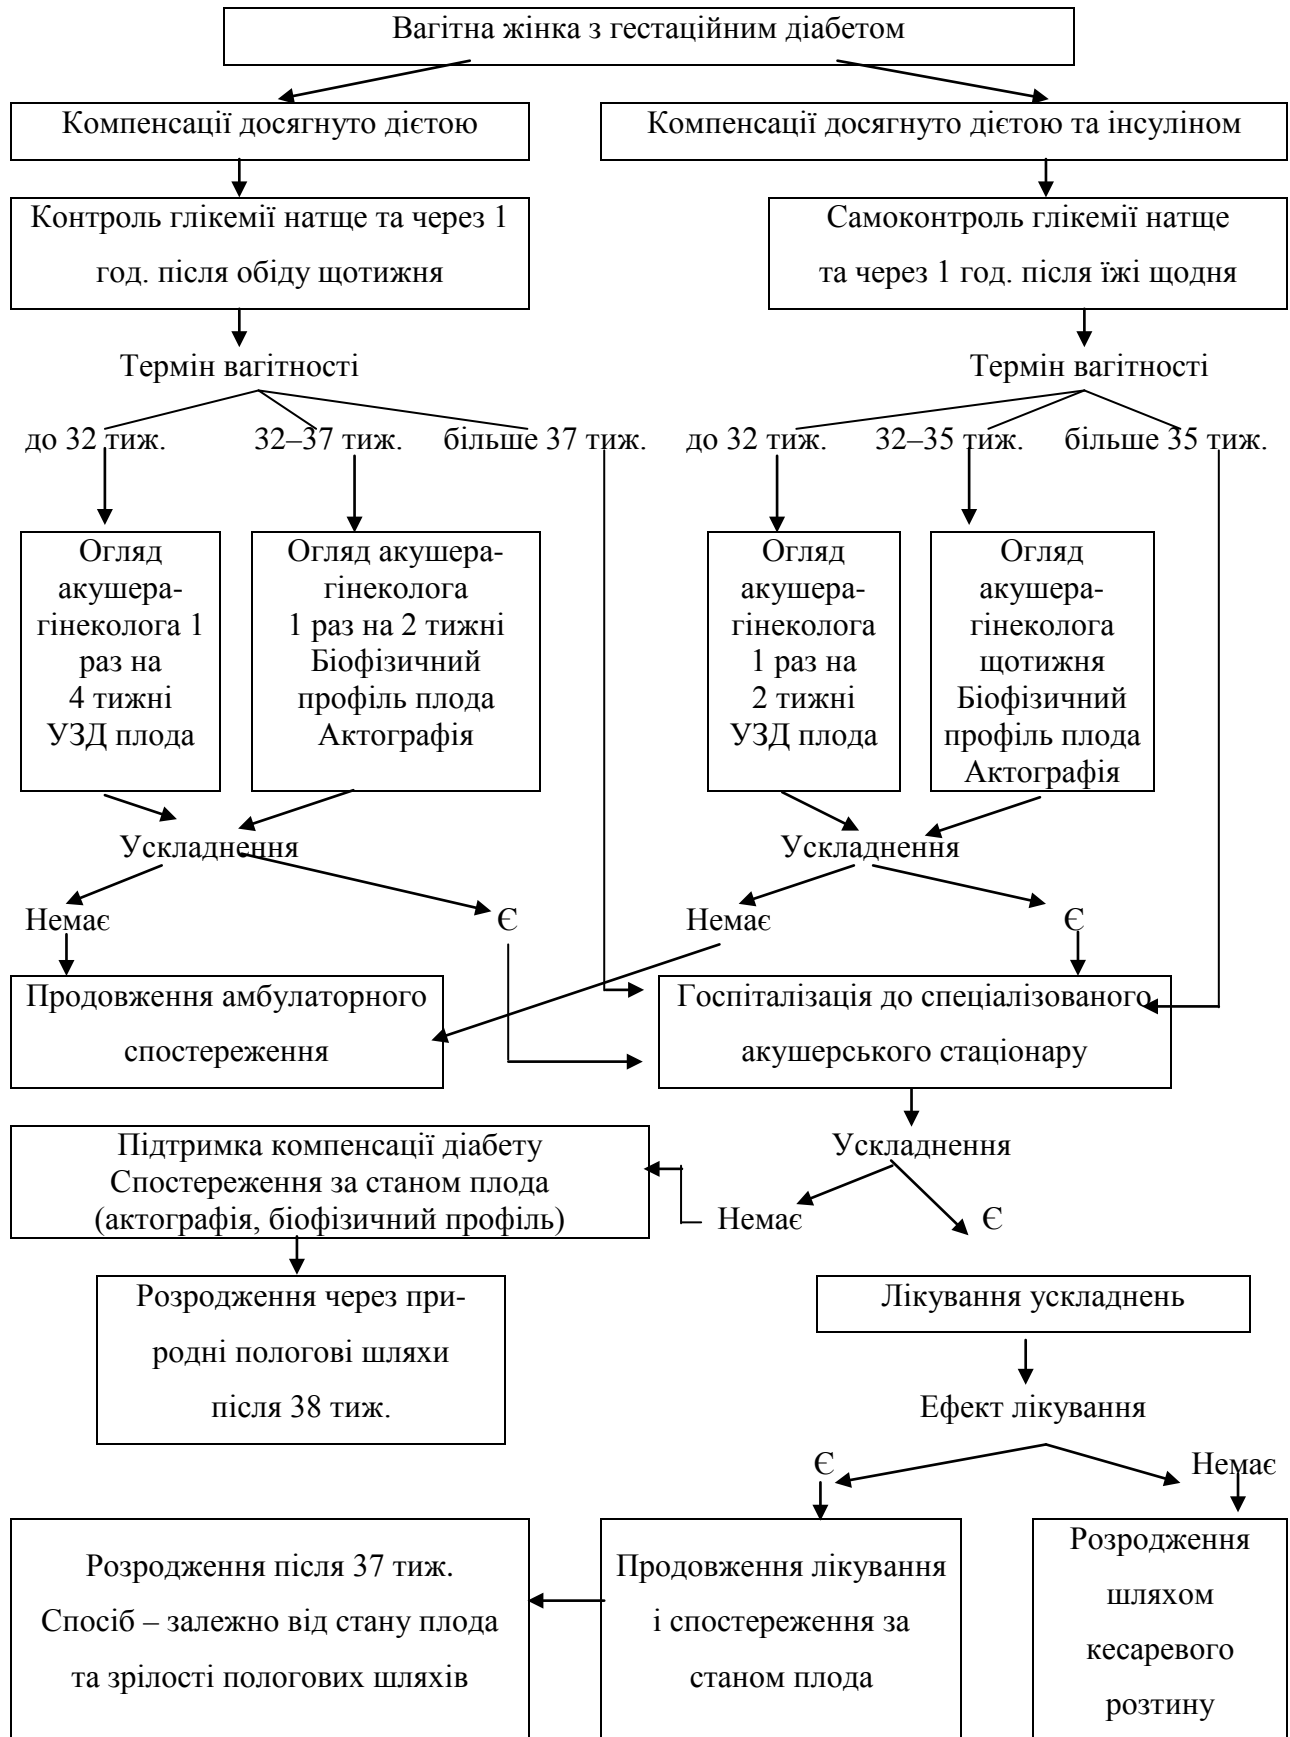 Вагітна жінка з гестаційним діабетом
Компенсації досягнуто дієтою
Компенсації досягнуто дієтою та інсуліном
Контроль глікемії натще та через 1
год. після обіду щотижня
Самоконтроль глікемії натще
та через 1 год. після їжі щодня
Термін вагітності
Термін вагітності
до 32 тиж.
32–37 тиж.
більше 37 тиж.
до 32 тиж.
32–35 тиж.
більше 35 тиж.
Огляд
акушера-
гінеколога 1
раз на
4 тижні
УЗД плода
Огляд акушера-
гінеколога
1 раз на 2 тижні
Біофізичний
профіль плода
Актографія
Огляд
акушера-
гінеколога
1 раз на
2 тижні
УЗД плода
Огляд
акушера-
гінеколога
щотижня
Біофізичний
профіль плода
Актографія
Ускладнення
Ускладнення
Немає
Є
Немає
Є
Продовження амбулаторного
спостереження
Госпіталізація до спеціалізованого
акушерського стаціонару
Підтримка компенсації діабету
Спостереження за станом плода
(актографія, біофізичний профіль)
Ускладнення
Немає
Є
Розродження через при-
родні пологові шляхи
після 38 тиж.
Лікування ускладнень
Ефект лікування
Є
Немає
Розродження після 37 тиж.
Спосіб – залежно від стану плода
та зрілості пологових шляхів
Продовження лікування
і спостереження за
станом плода
Розродження
шляхом
кесаревого
розтину